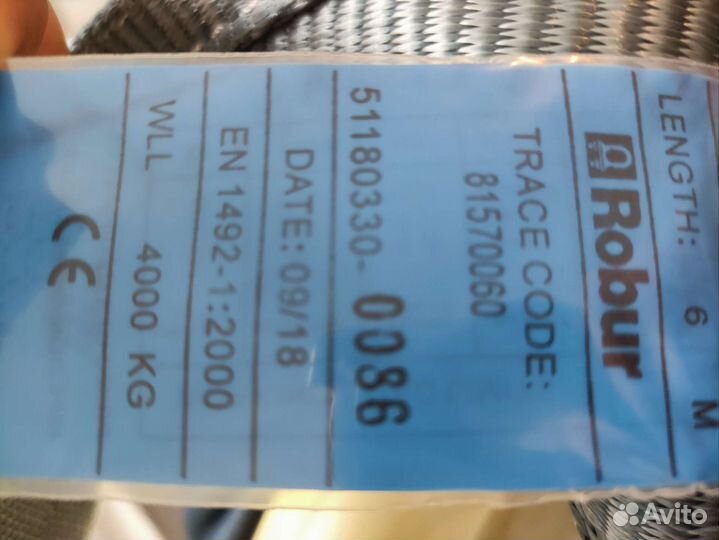 LENGTH: 6 M
Robur
TRACE CODE:
81570060
51180330-0086
DATE: 09/18
EN 1492-1:2000
WLL 4000 KG
CE
Avito